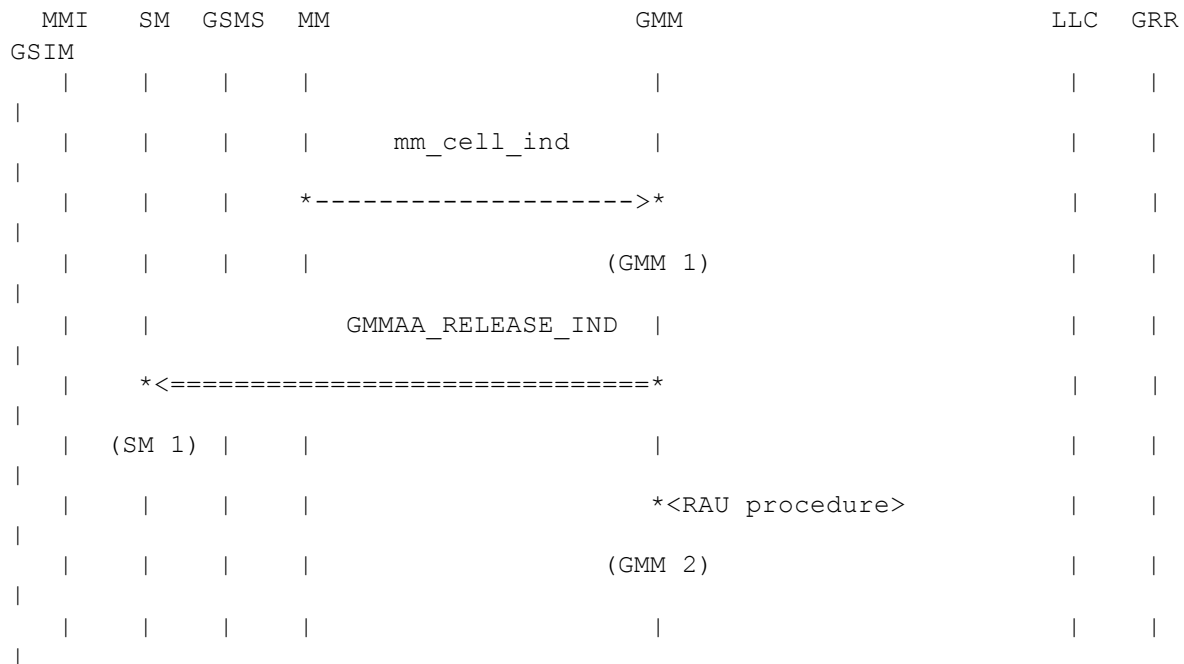 MMI SM GSMS MM GMM LLC GRR
GSIM
| | | | | | |
|
| | | | mm_cell_ind | | |
|
| | | *-------------------->* | |
|
| | | | (GMM 1) | |
|
| | GMMAA_RELEASE_IND | | |
|
| *<==============================* | |
|
| (SM 1) | | | | |
|
| | | | *<RAU procedure> | |
|
| | | | (GMM 2) | |
|
| | | | | | |
|